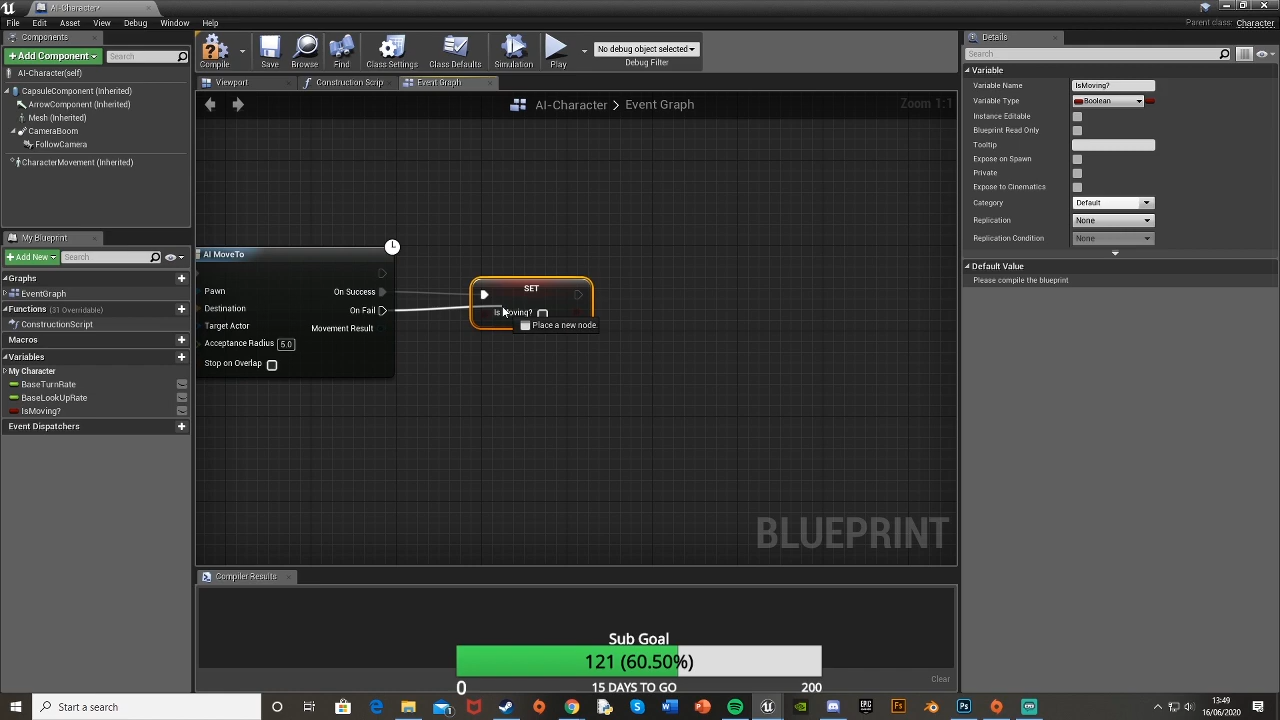 AI-Character*
File Edit Asset View Debug Window Help
Parent class: Character
Components
+ Add Component
Search
AI-Character(self)
CapsuleComponent (Inherited)
ArrowComponent (Inherited)
Mesh (Inherited)
CameraBoom
FollowCamera
CharacterMovement (Inherited)
My Blueprint
+ Add New
Search
Graphs
EventGraph
Functions (31 Overridable)
ConstructionScript
Macros
Variables
My Character
BaseTurnRate
BaseLookUpRate
IsMoving?
Event Dispatchers
Compile
Save
Browse
Find
Class Settings
Class Defaults
Simulation
Play
No debug object selected
Debug Filter
Viewport
Construction Scrip
Event Graph
AI-Character > Event Graph
Zoom 1:1
AI MoveTo
Pawn
Destination
Target Actor
Acceptance Radius 5.0
Stop on Overlap
On Success
On Fail
Movement Result
SET
Is Moving?
Place a new node.
BLUEPRINT
Compiler Results
Clear
Sub Goal
121 (60.50%)
0
15 DAYS TO GO
200
Details
Search
Variable
Variable Name IsMoving?
Variable Type Boolean
Instance Editable
Blueprint Read Only
Tooltip
Expose on Spawn
Private
Expose to Cinematics
Category Default
Replication None
Replication Condition None
Default Value
Please compile the blueprint
Start a search
13:49
16/06/2020